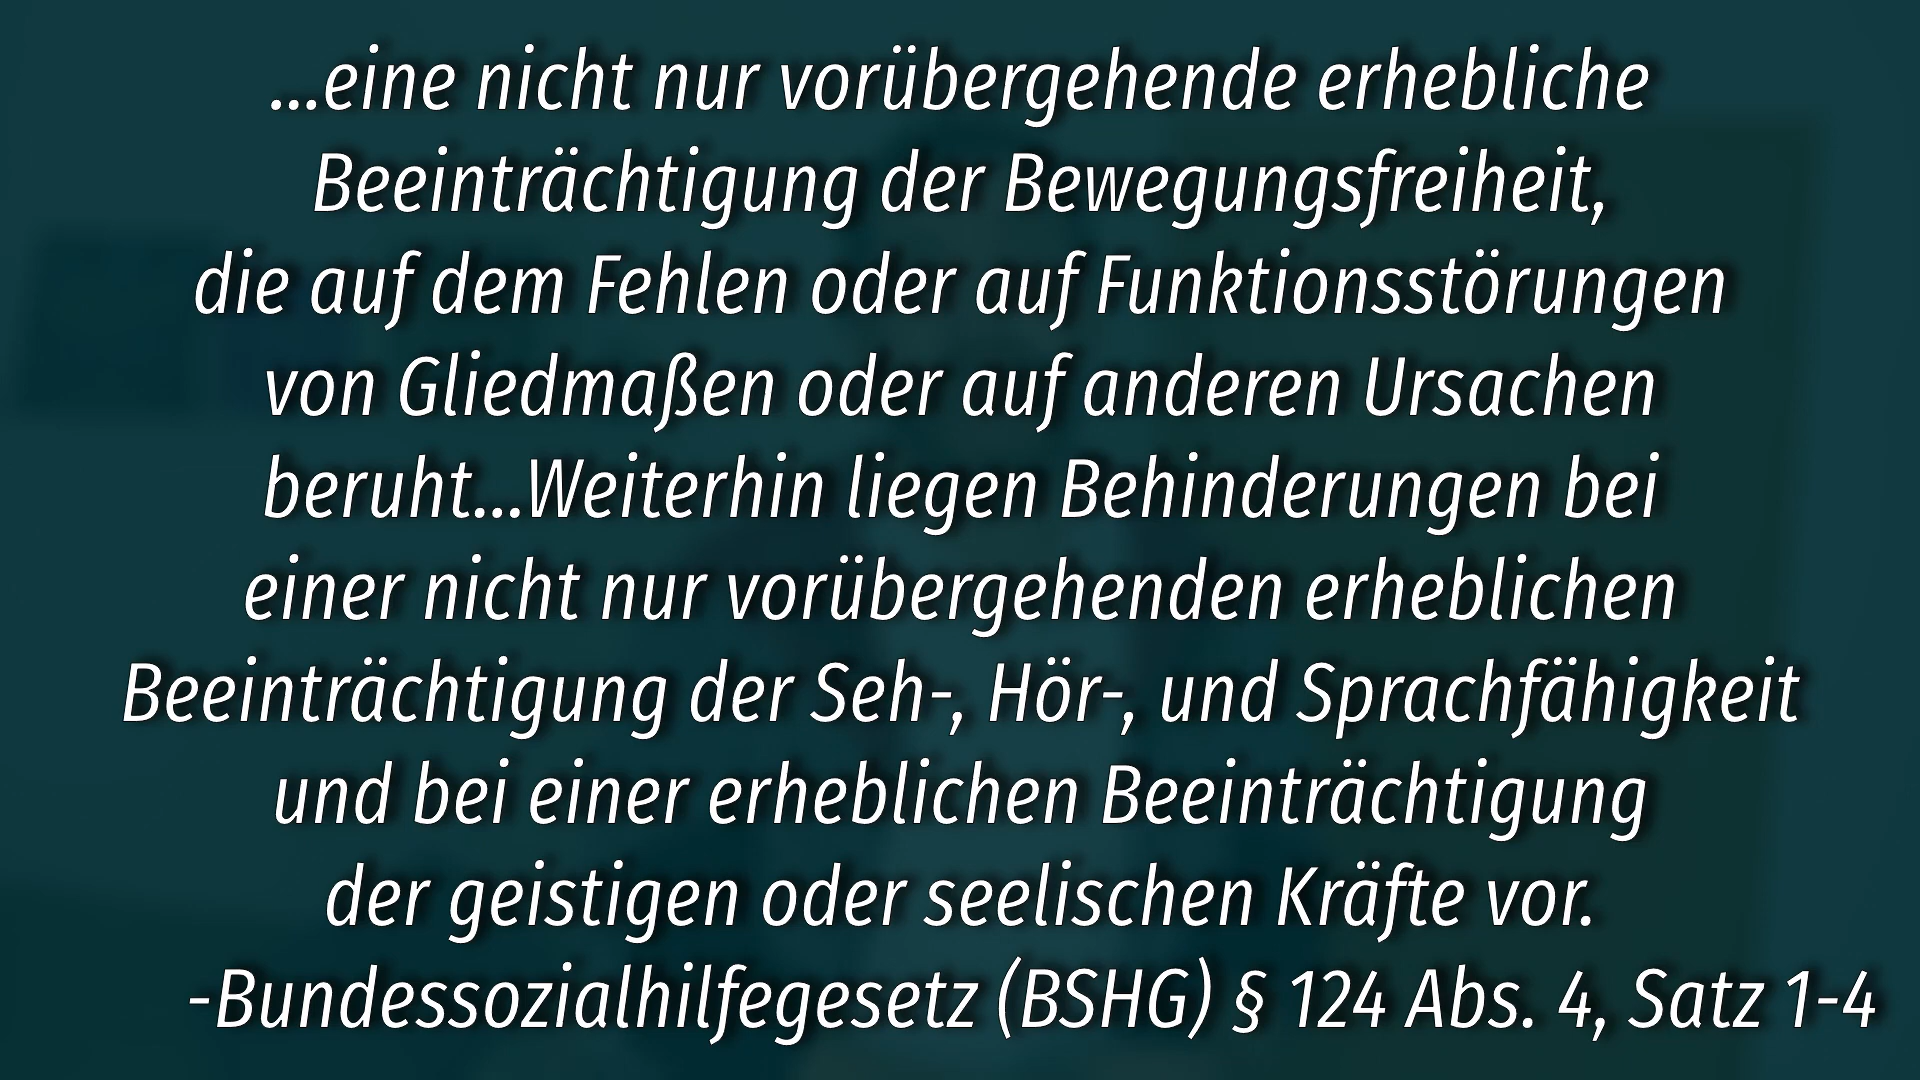 ...eine nicht nur vorübergehende erhebliche
Beeinträchtigung der Bewegungsfreiheit,
die auf dem Fehlen oder auf Funktionsstörungen
von Gliedmaßen oder auf anderen Ursachen
beruht...Weiterhin liegen Behinderungen bei
einer nicht nur vorübergehenden erheblichen
Beeinträchtigung der Seh-, Hör-, und Sprachfähigkeit
und bei einer erheblichen Beeinträchtigung
der geistigen oder seelischen Kräfte vor.
-Bundessozialhilfegesetz (BSHG) § 124 Abs. 4, Satz 1-4